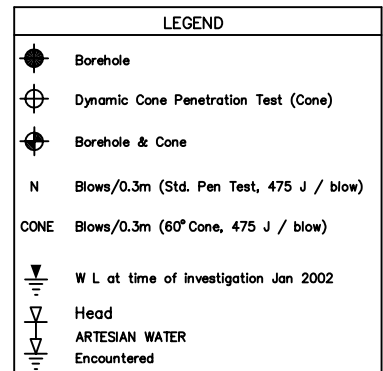 LEGEND
Borehole
Dynamic Cone Penetration Test (Cone)
Borehole & Cone
N Blows/0.3m (Std. Pen Test, 475 J / blow)
CONE Blows/0.3m (60° Cone, 475 J / blow)
W L at time of investigation Jan 2002
Head
ARTESIAN WATER
Encountered